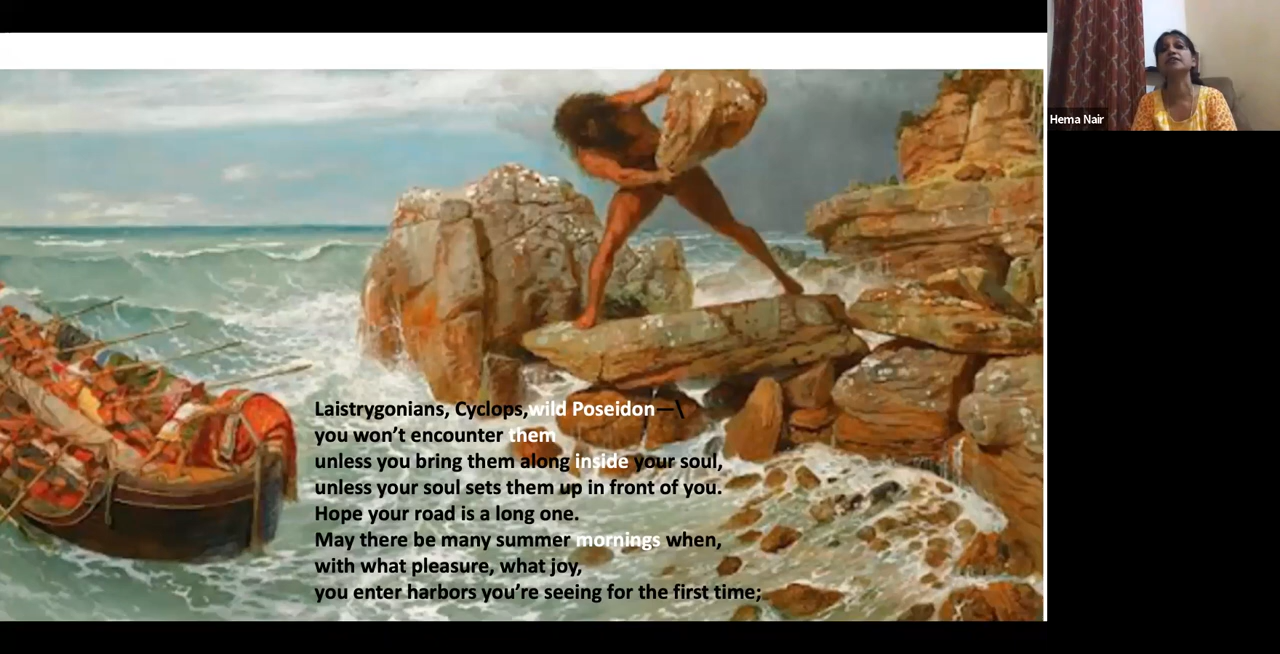 Hema Nair
Laistrygonians, Cyclops,wild Poseidon—\
you won’t encounter them
unless you bring them along inside your soul,
unless your soul sets them up in front of you.
Hope your road is a long one.
May there be many summer mornings when,
with what pleasure, what joy,
you enter harbors you’re seeing for the first time;